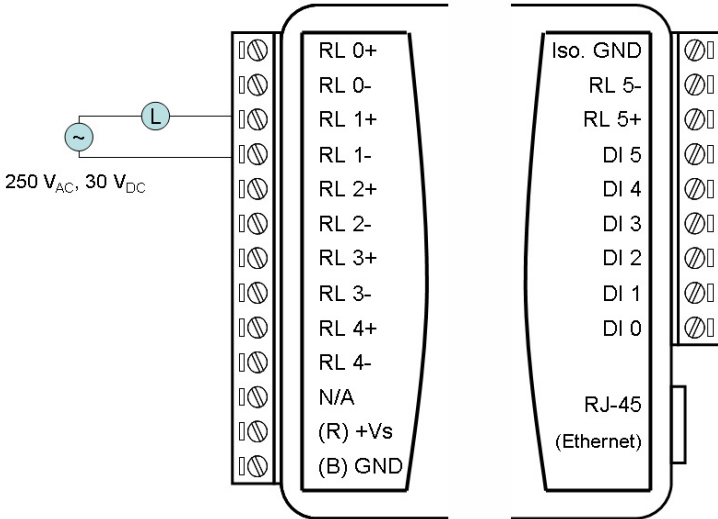 RL 0+
RL 0-
RL 1+
RL 1-
RL 2+
RL 2-
RL 3+
RL 3-
RL 4+
RL 4-
N/A
(R) +Vs
(B) GND
L
~
250 VAC, 30 VDC
Iso. GND
RL 5-
RL 5+
DI 5
DI 4
DI 3
DI 2
DI 1
DI 0
RJ-45
(Ethernet)